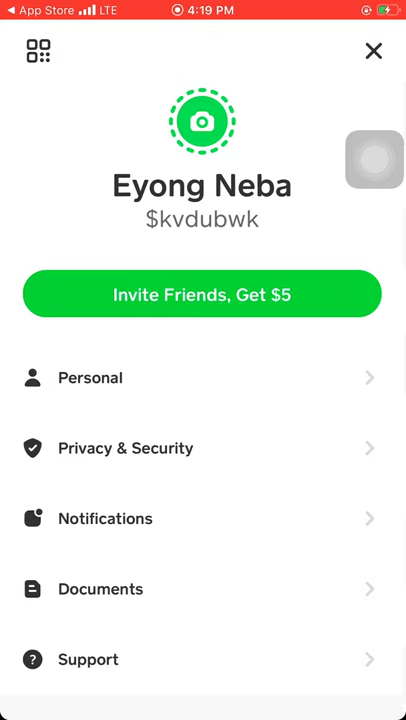 App Store LTE 4:19 PM
Eyong Neba
$kvdubwk
Invite Friends, Get $5
Personal
Privacy & Security
Notifications
Documents
Support